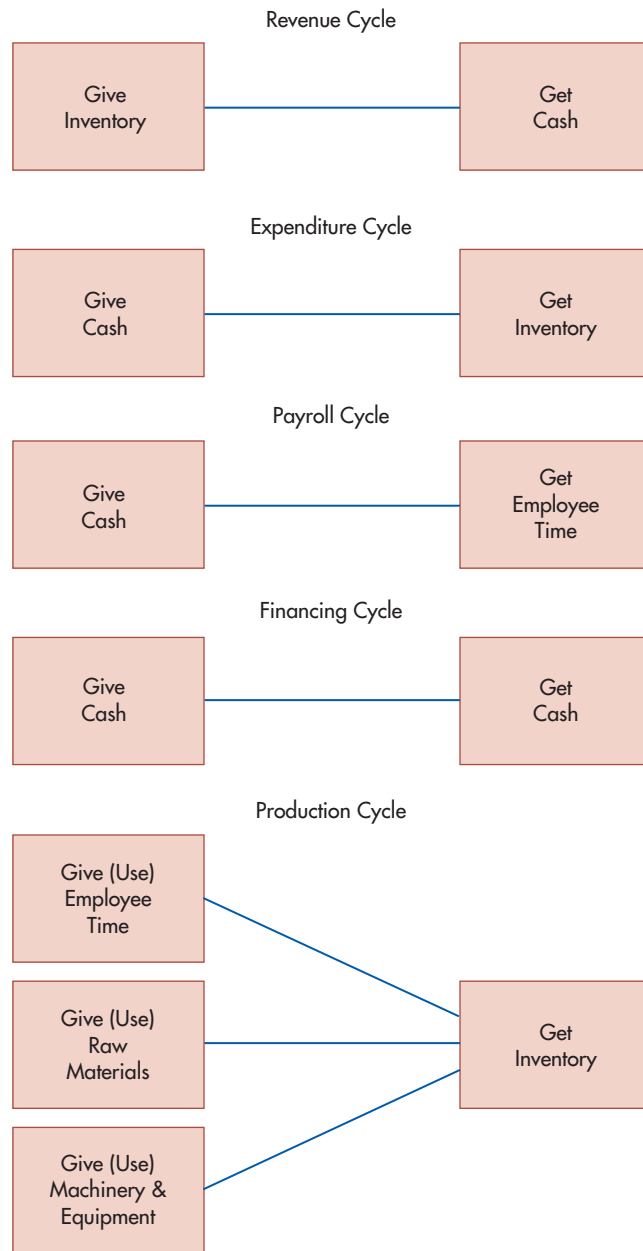 Revenue Cycle
Give
Inventory
Get
Cash
Expenditure Cycle
Give
Cash
Get
Inventory
Payroll Cycle
Give
Cash
Get
Employee
Time
Financing Cycle
Give
Cash
Get
Cash
Production Cycle
Give (Use)
Employee
Time
Give (Use)
Raw
Materials
Get
Inventory
Give (Use)
Machinery &
Equipment